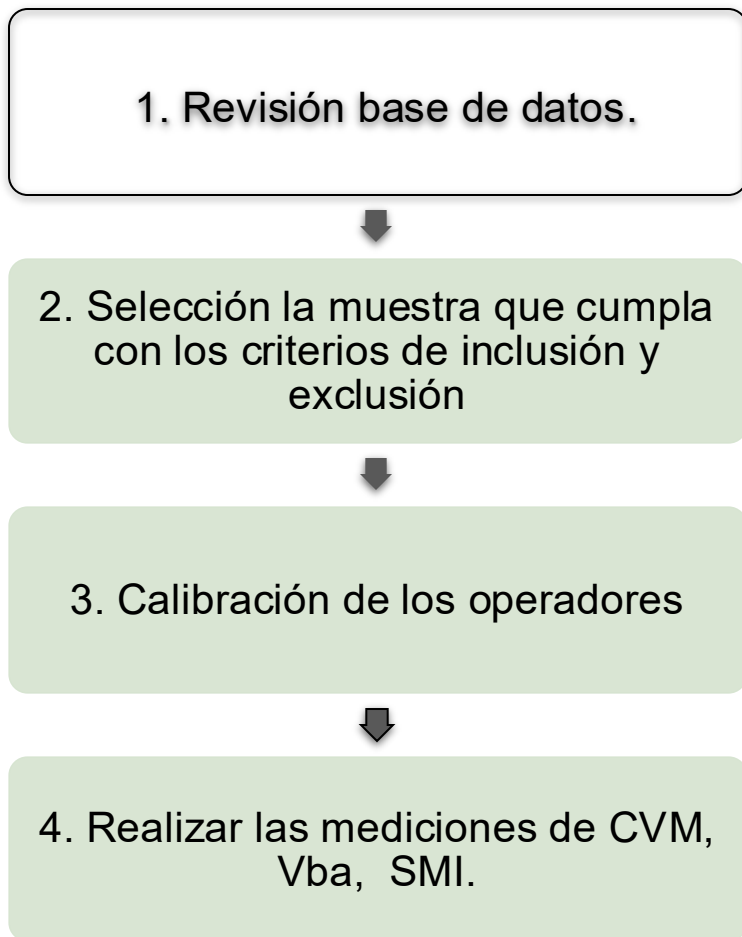 1. Revisión base de datos.
2. Selección la muestra que cumpla
con los criterios de inclusión y
exclusión
3. Calibración de los operadores
4. Realizar las mediciones de CVM,
Vba,  SMI.